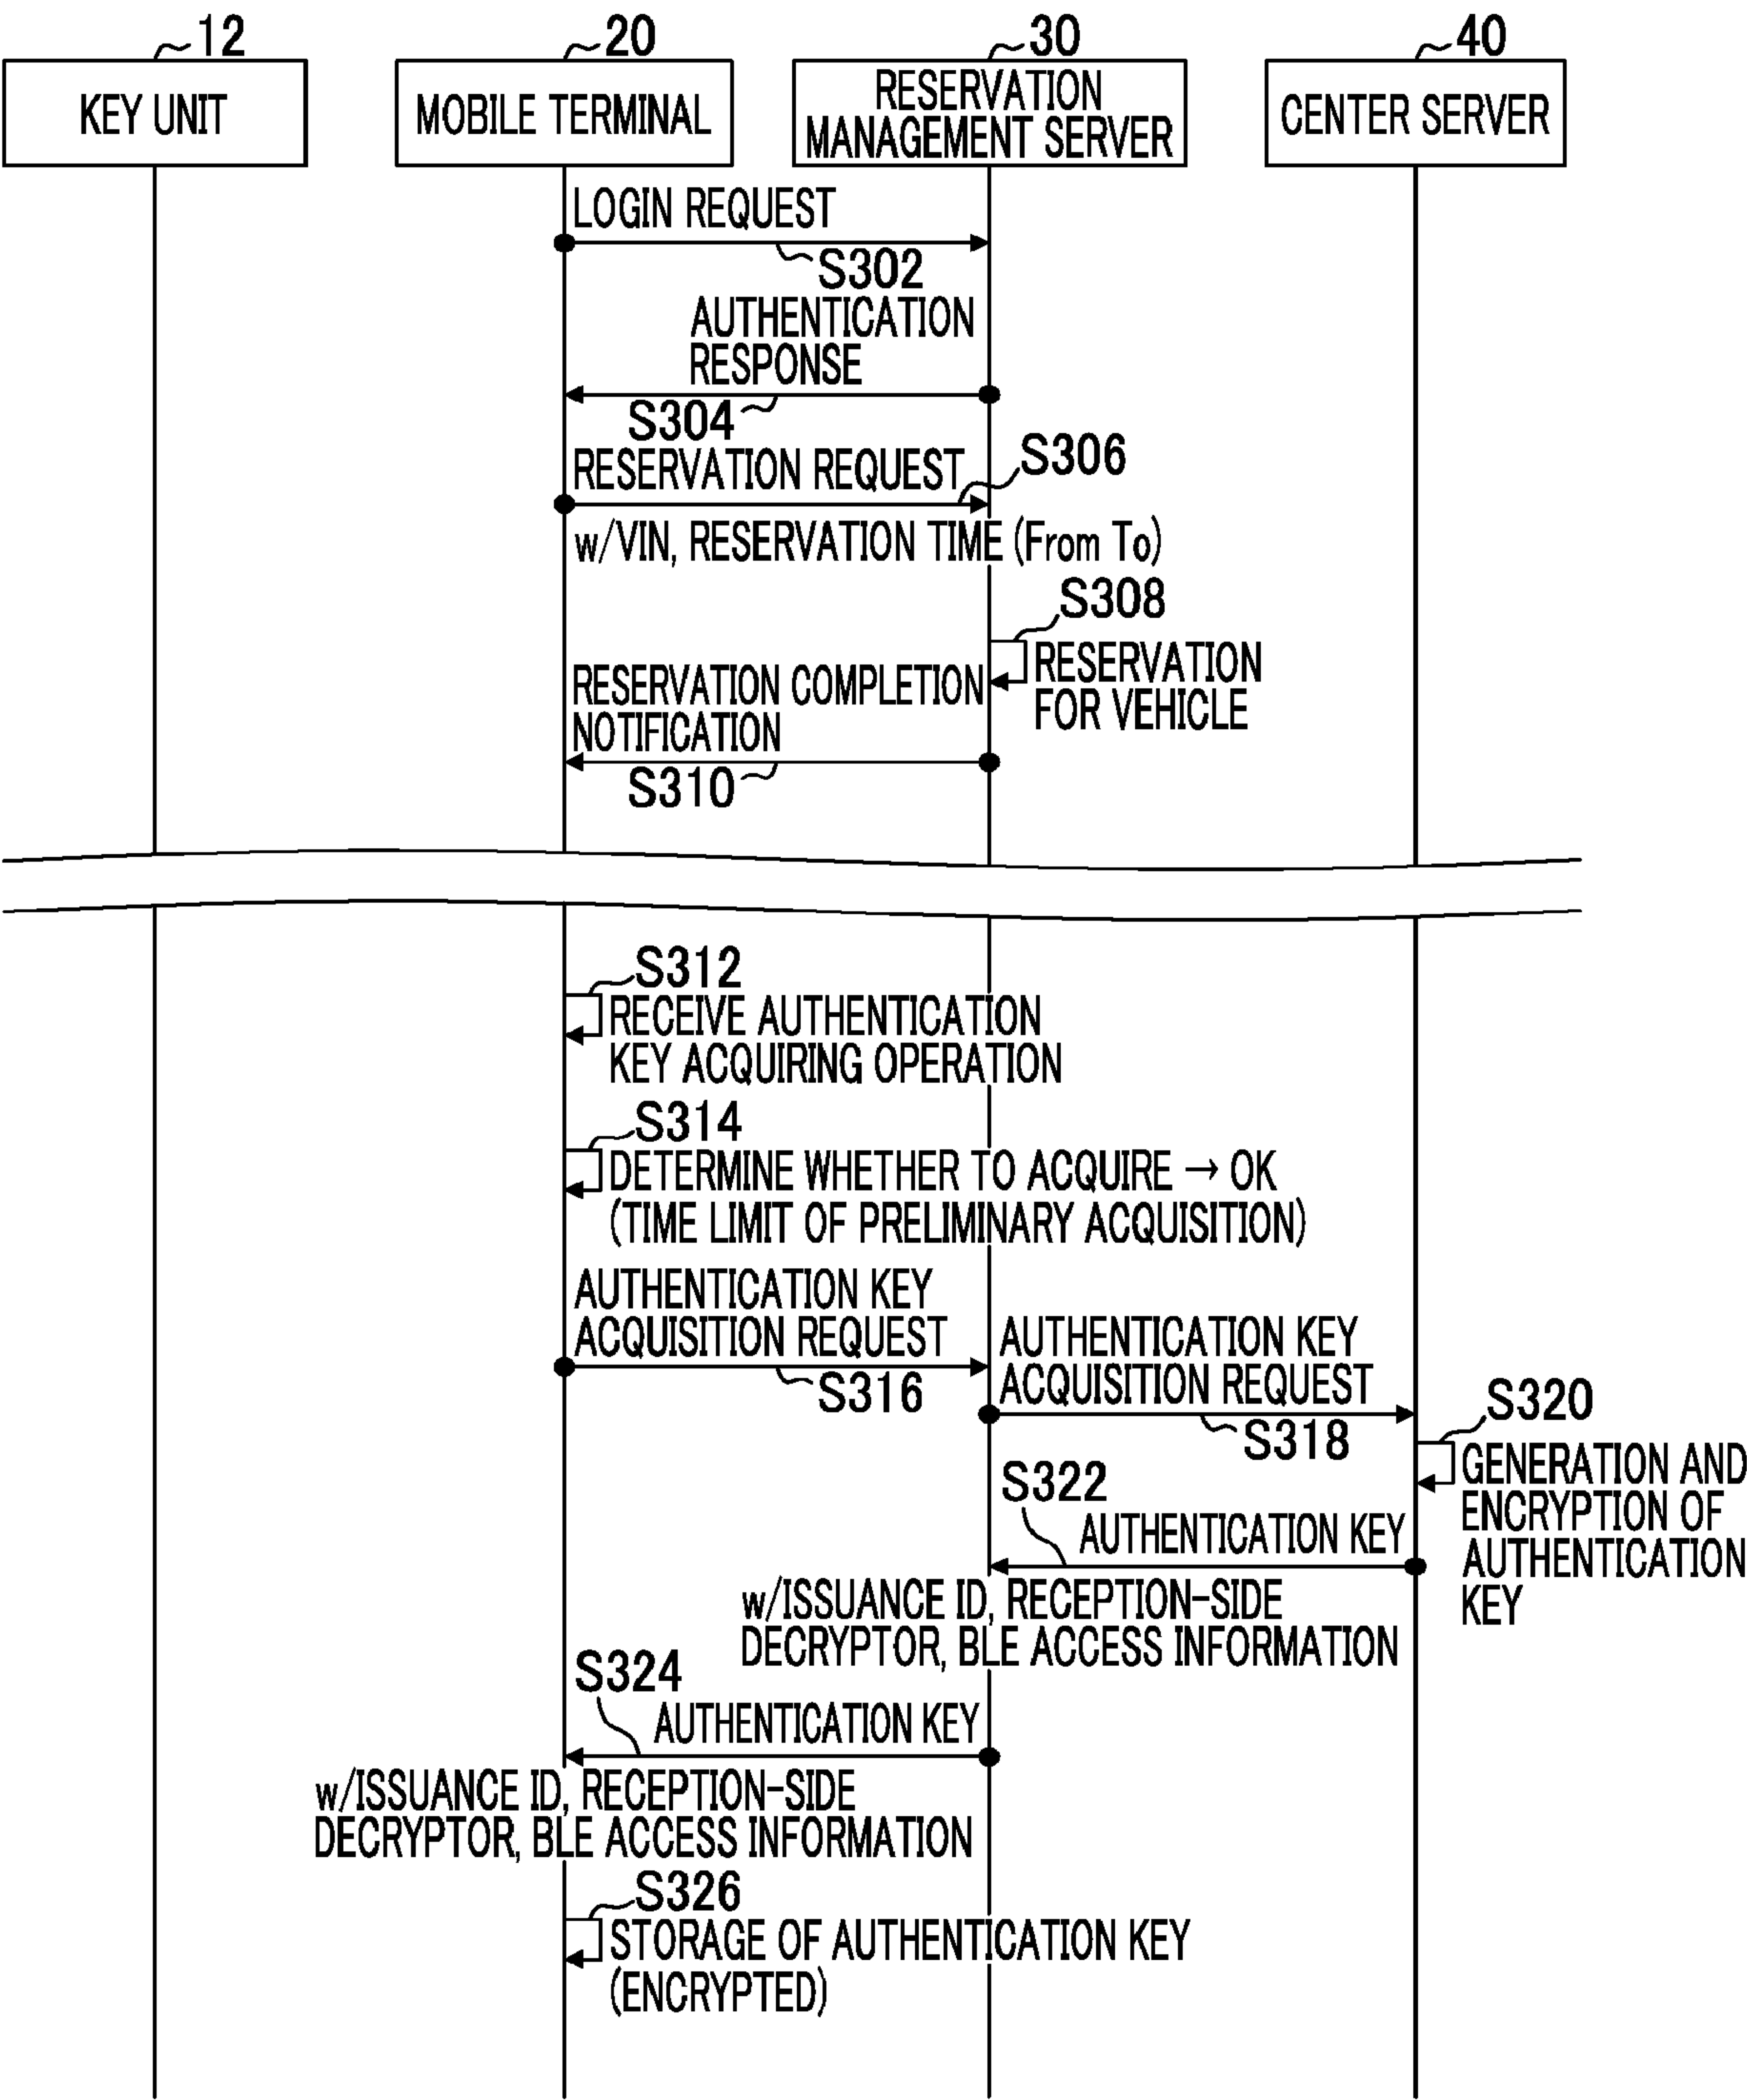 12
20
30
40
KEY UNIT
MOBILE TERMINAL
RESERVATION
MANAGEMENT SERVER
CENTER SERVER
LOGIN REQUEST
S302
AUTHENTICATION
RESPONSE
S304
RESERVATION REQUEST
S306
w/VIN, RESERVATION TIME (From To)
S308
RESERVATION
FOR VEHICLE
RESERVATION COMPLETION
NOTIFICATION
S310
S312
RECEIVE AUTHENTICATION
KEY ACQUIRING OPERATION
S314
DETERMINE WHETHER TO ACQUIRE → OK
(TIME LIMIT OF PRELIMINARY ACQUISITION)
AUTHENTICATION KEY
ACQUISITION REQUEST
S316
AUTHENTICATION KEY
ACQUISITION REQUEST
S318
S320
GENERATION AND
ENCRYPTION OF
AUTHENTICATION
KEY
S322
AUTHENTICATION KEY
w/ISSUANCE ID, RECEPTION-SIDE
DECRYPTOR, BLE ACCESS INFORMATION
S324
AUTHENTICATION KEY
w/ISSUANCE ID, RECEPTION-SIDE
DECRYPTOR, BLE ACCESS INFORMATION
S326
STORAGE OF AUTHENTICATION KEY
(ENCRYPTED)